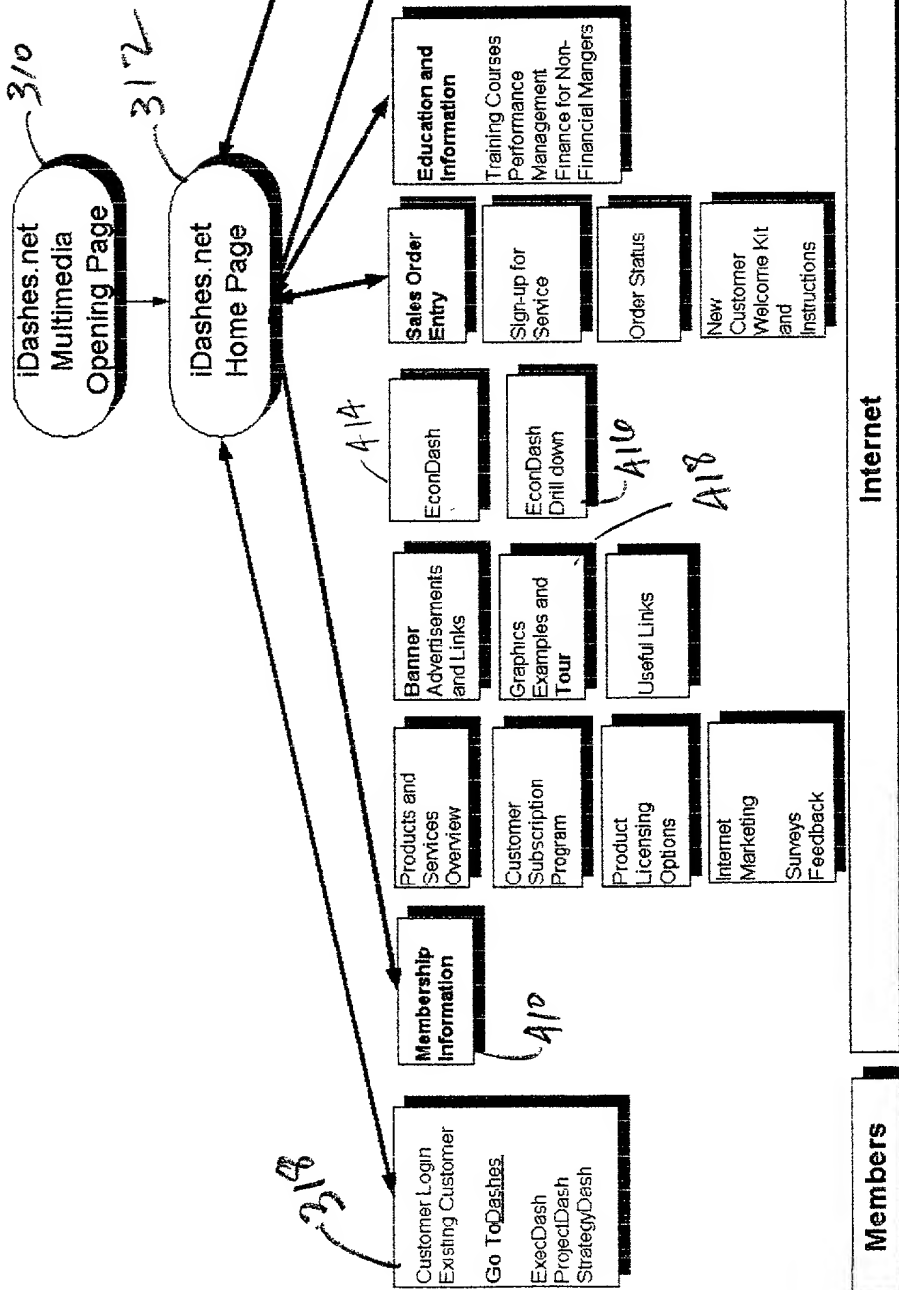 310
iDashes.net
Multimedia
Opening Page
312
iDashes.net
Home Page
318
Customer Login
Existing Customer
Go ToDashes
ExecDash
ProjectDash
StrategyDash
Membership
Information
410
Products and
Services
Overview
Customer
Subscription
Program
Product
Licensing
Options
Internet
Marketing
Surveys
Feedback
Banner
Advertisements
and Links
Graphics
Examples and
Tour
418
Useful Links
414
EconDash
EconDash
Drill down
416
Sales Order
Entry
Sign-up for
Service
Order Status
New
Customer
Welcome Kit
and
Instructions
Education and
Information
Training Courses
Performance
Management
Finance for Non-
Financial Mangers
Members
Internet